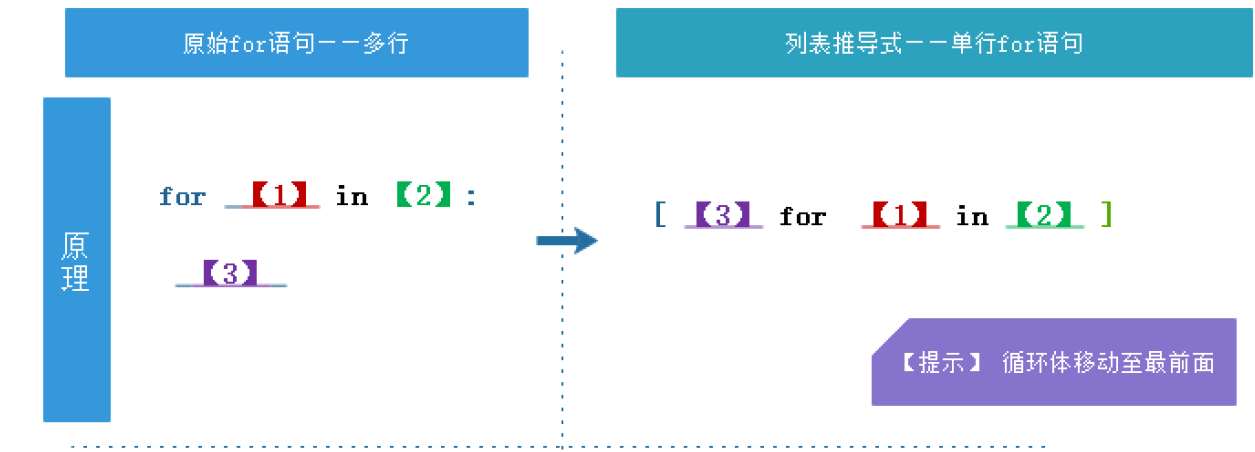 原始for语句——多行
列表推导式——单行for语句
原理
for 【1】 in 【2】:
【3】
[ 【3】 for 【1】 in 【2】 ]
【提示】 循环体移动至最前面